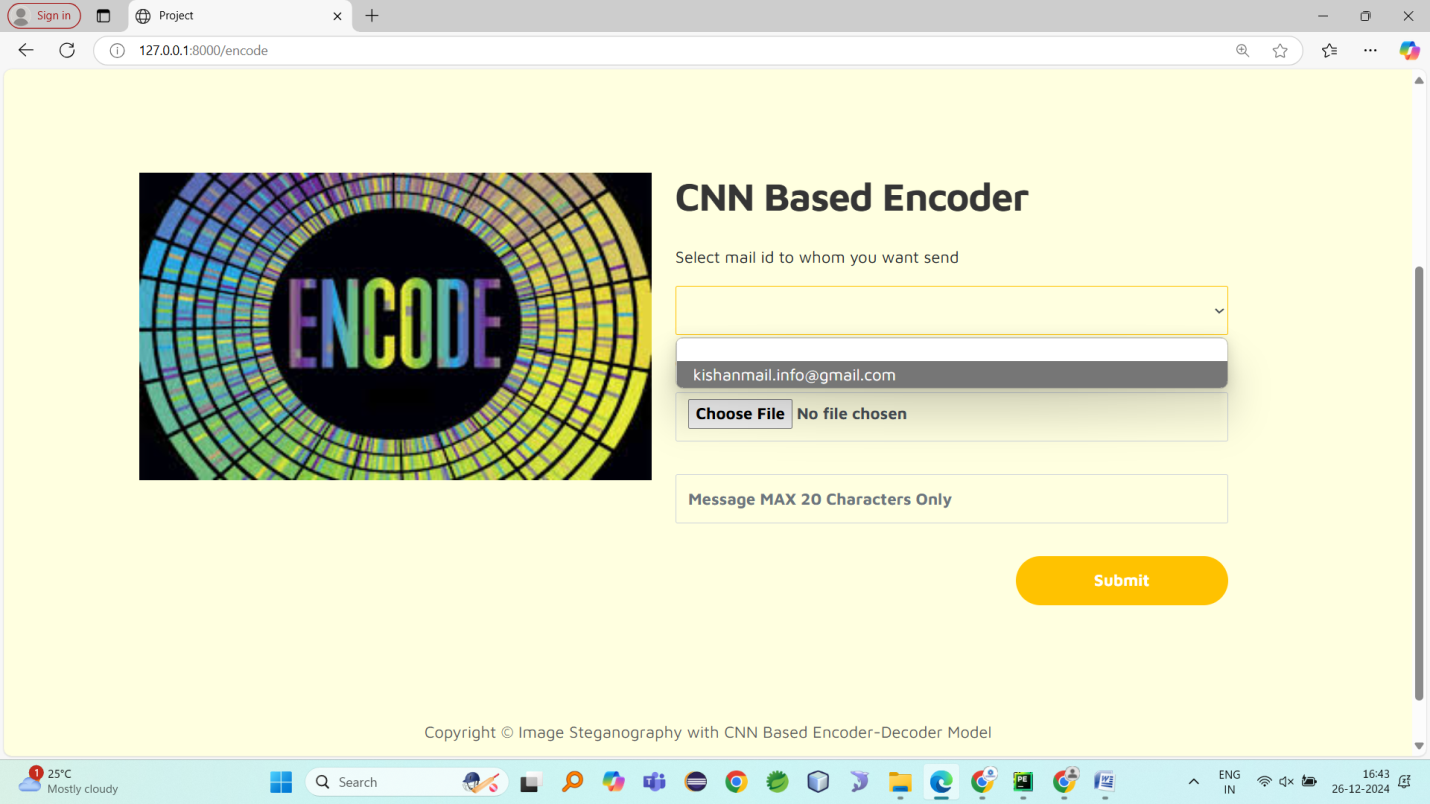 Sign in
Project
127.0.0.1:8000/encode
ENCODE
CNN Based Encoder
Select mail id to whom you want send
kishanmail.info@gmail.com
Choose File No file chosen
Message MAX 20 Characters Only
Submit
Copyright © Image Steganography with CNN Based Encoder-Decoder Model
1
25°C
Mostly cloudy
Search
PE
ENG
IN
16:43
26-12-2024